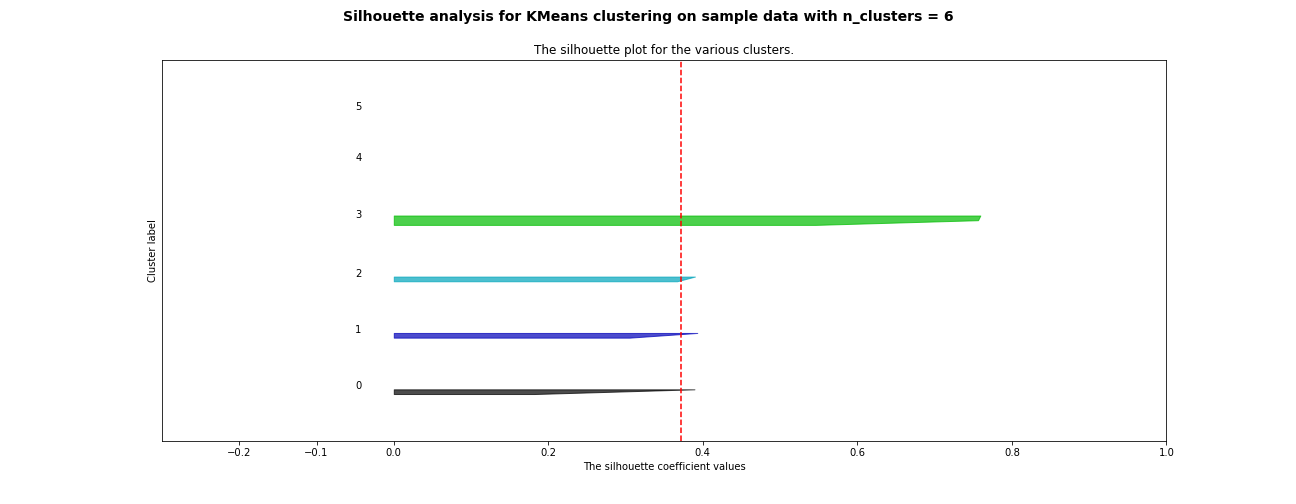 Silhouette analysis for KMeans clustering on sample data with n_clusters = 6
The silhouette plot for the various clusters.
5
4
3
2
1
0
Cluster label
−0.2 −0.1 0.0 0.2 0.4 0.6 0.8 1.0
The silhouette coefficient values